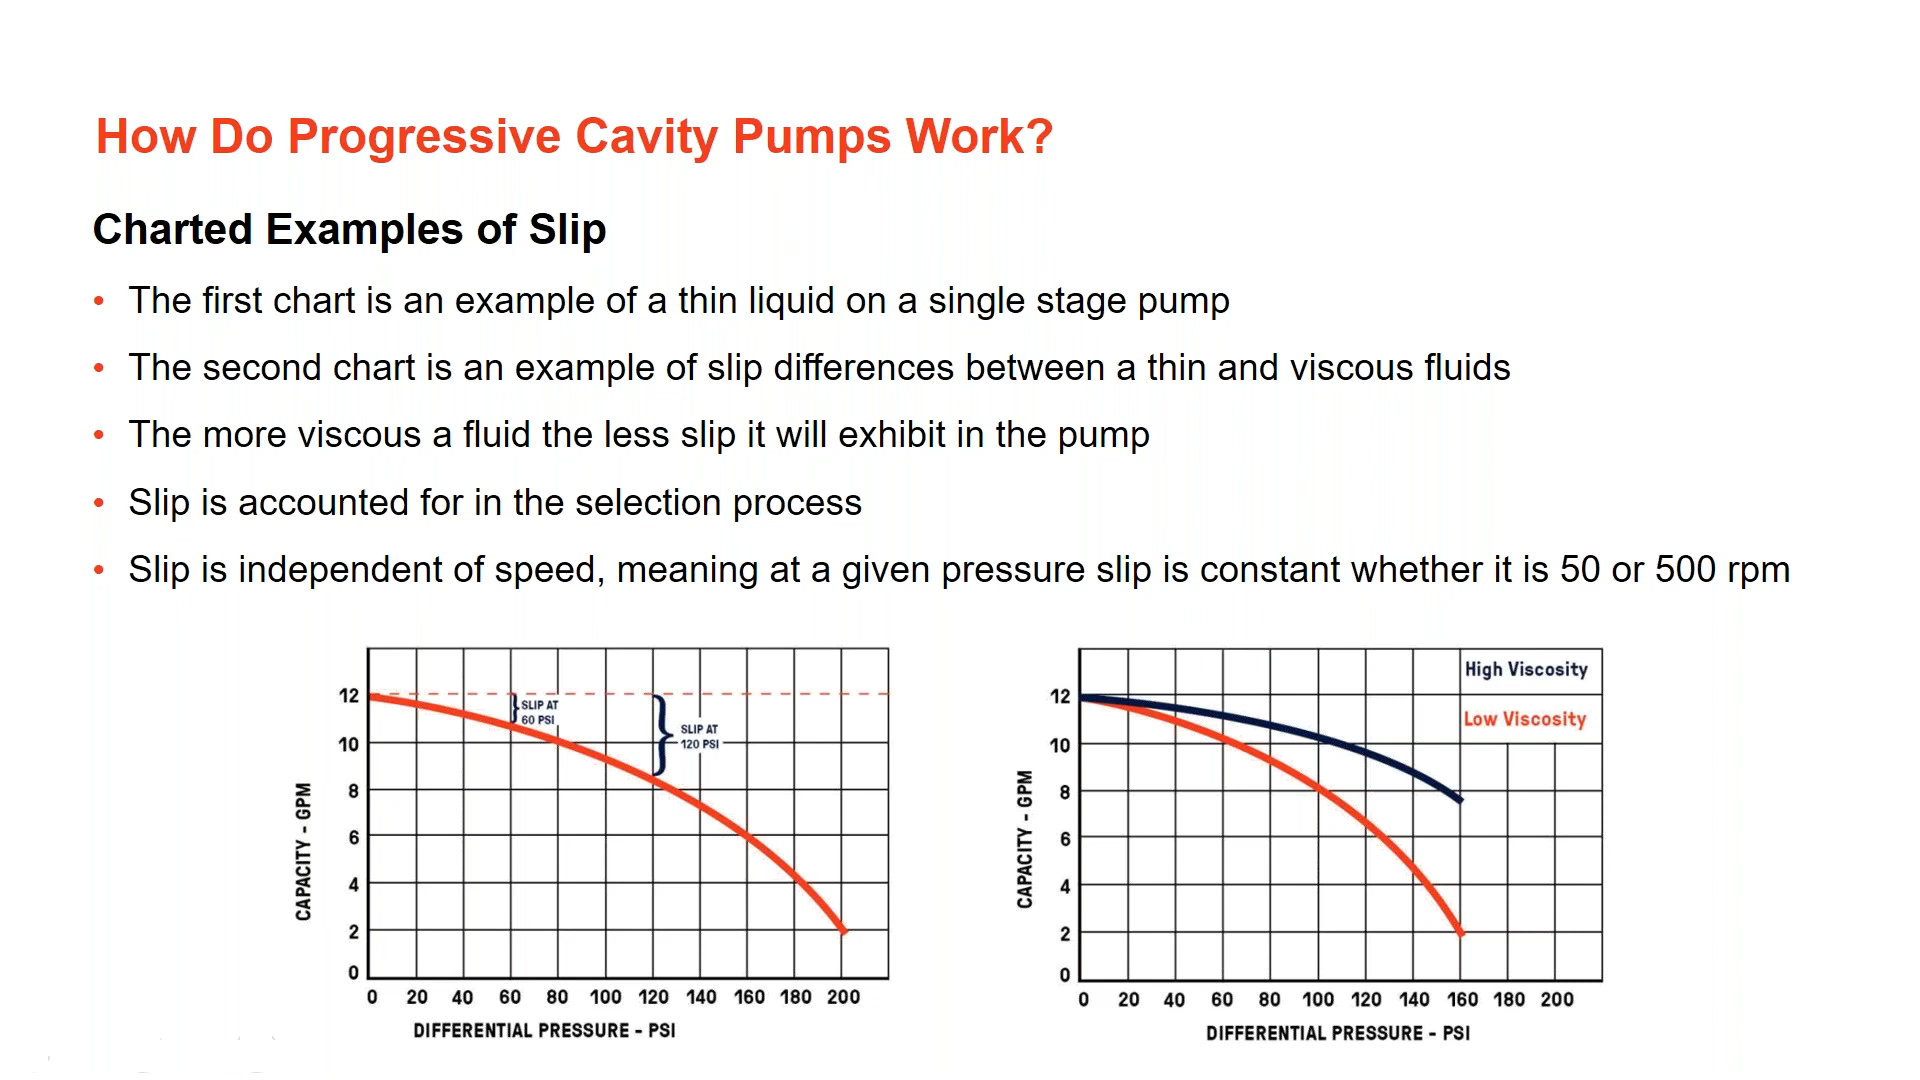 How Do Progressive Cavity Pumps Work?
Charted Examples of Slip
• The first chart is an example of a thin liquid on a single stage pump
• The second chart is an example of slip differences between a thin and viscous fluids
• The more viscous a fluid the less slip it will exhibit in the pump
• Slip is accounted for in the selection process
• Slip is independent of speed, meaning at a given pressure slip is constant whether it is 50 or 500 rpm
CAPACITY - GPM
12
10
8
6
4
2
0
SLIP AT
60 PSI
SLIP AT
120 PSI
0 20 40 60 80 100 120 140 160 180 200
DIFFERENTIAL PRESSURE - PSI
CAPACITY - GPM
12
10
8
6
4
2
0
High Viscosity
Low Viscosity
0 20 40 60 80 100 120 140 160 180 200
DIFFERENTIAL PRESSURE - PSI